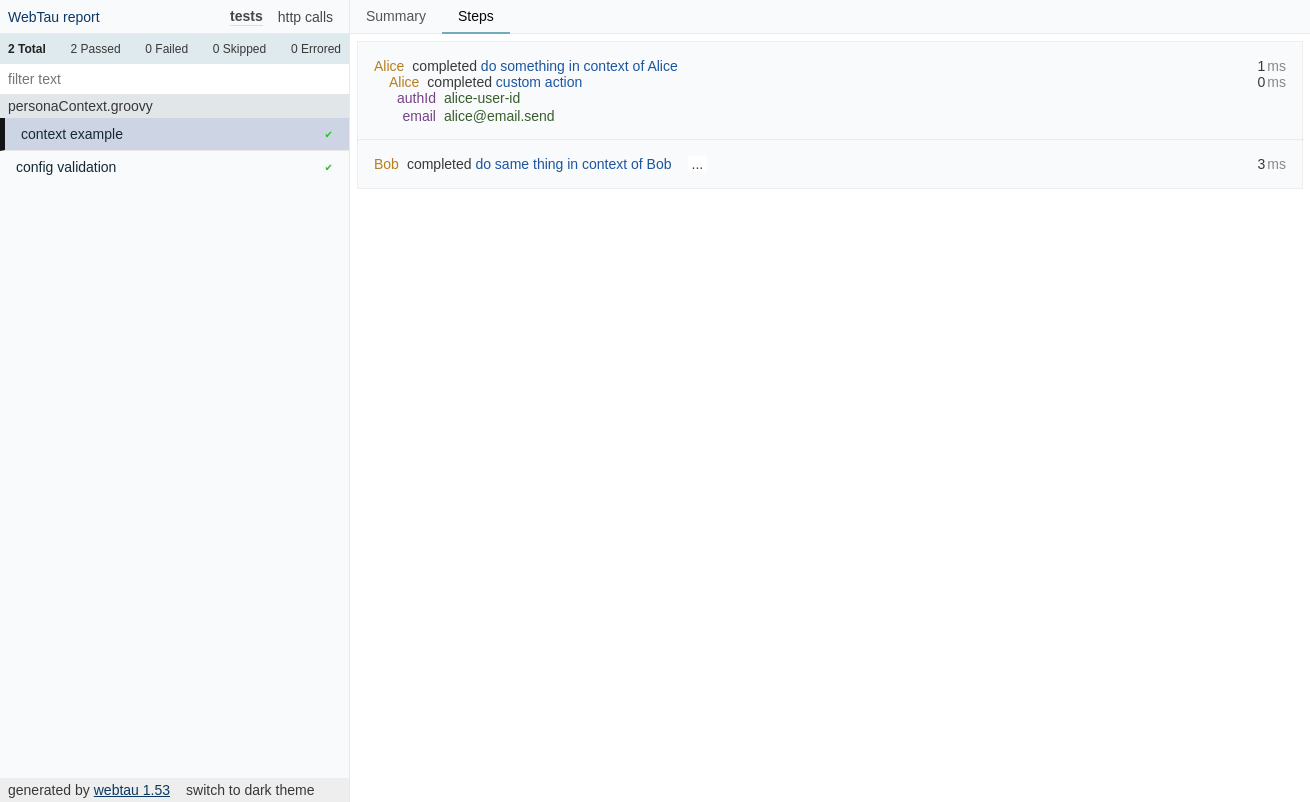 WebTau report tests http calls
2 Total 2 Passed 0 Failed 0 Skipped 0 Errored
filter text
personaContext.groovy
context example ✔
config validation ✔
generated by webtau 1.53 switch to dark theme
Summary Steps
Alice completed do something in context of Alice 1 ms
Alice completed custom action 0 ms
authId alice-user-id
email alice@email.send
Bob completed do same thing in context of Bob ... 3 ms